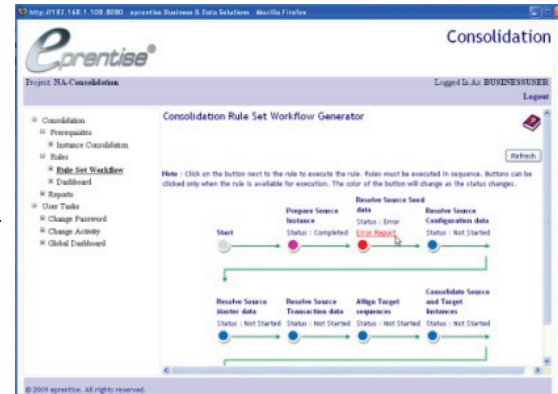 http://192.168.1.108:8080 eprentise Business & Data Solutions Mozilla Firefox
eprentise®
Consolidation
Project: NA-Consolidation
Logged In As: BUSINESSUSER
Logout
Consolidation
Prerequisites
Instance Consolidation
Rules
Rule Set Workflow
Dashboard
Reports
User Tasks
Change Password
Change Activity
Global Dashboard
Consolidation Rule Set Workflow Generator
Refresh
Note : Click on the button next to the rule to execute the rule. Rules must be executed in sequence. Buttons can be
clicked only when the rule is available for execution. The color of the button will change as the status changes.
Start
Prepare Source
Instance
Status : Completed
Resolve Source Seed
data
Status : Error
Error Report
Resolve Source
Configuration data
Status : Not Started
Resolve Source
Master data
Status : Not Started
Resolve Source
Transaction data
Status : Not Started
Allign Target
sequences
Status : Not Started
Consolidate Source
and Target
Instances
Status : Not Started
© 2009 eprentise. All rights reserved.